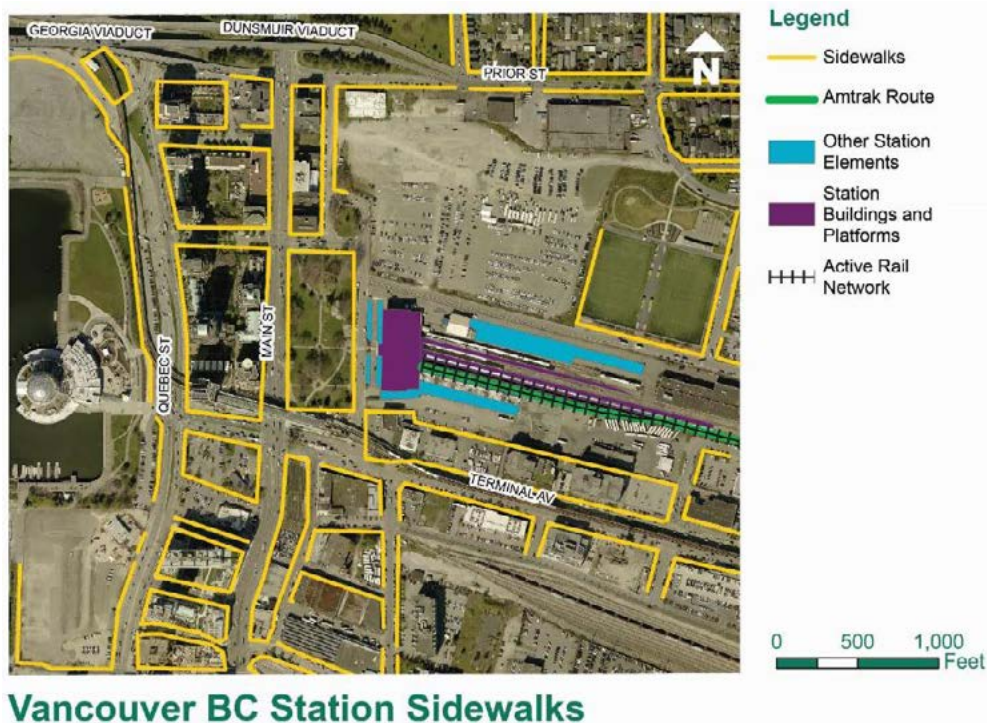 GEORGIA VIADUCT
DUNSMUIR VIADUCT
PRIOR ST
N
QUEBEC ST
MAIN ST
TERMINAL AV
Legend
Sidewalks
Amtrak Route
Other Station
Elements
Station
Buildings and
Platforms
Active Rail
Network
0 500 1,000
Feet
Vancouver BC Station Sidewalks